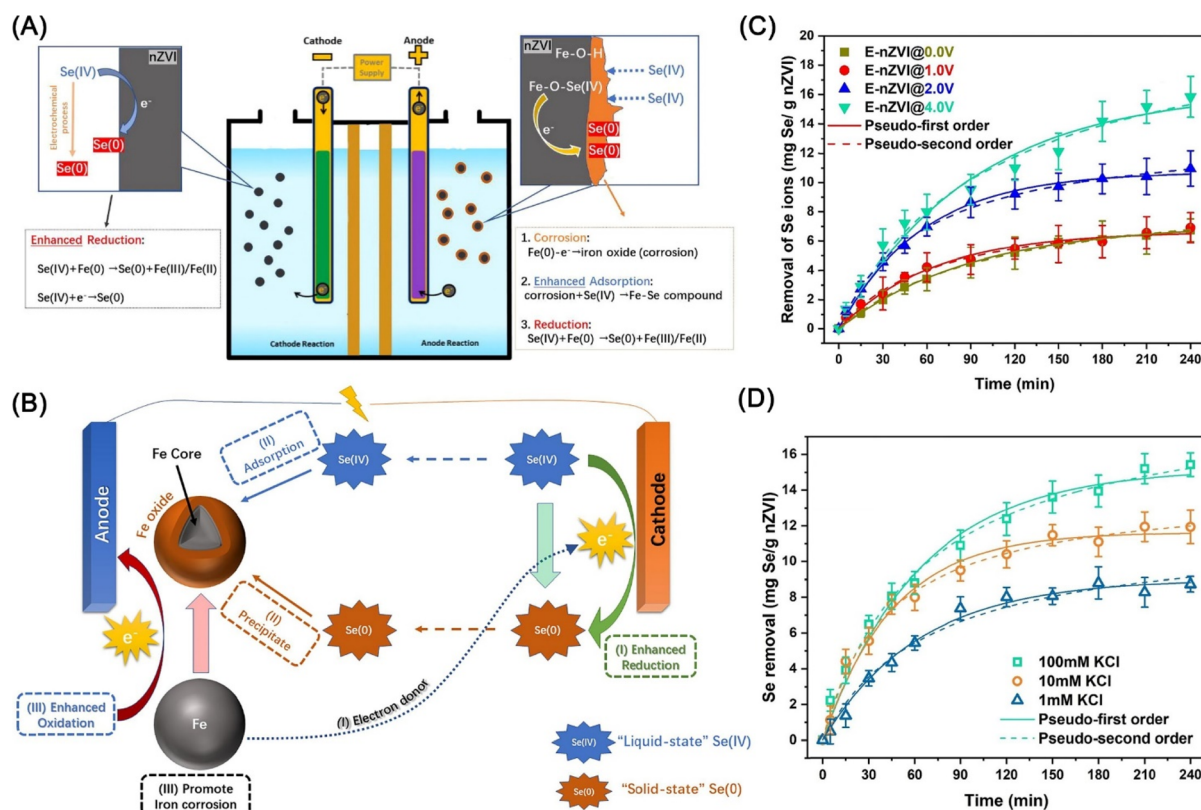 (A)
nZVI
Se(IV)
Electrochemical
process
e⁻
Se(0)
Se(0)
Enhanced Reduction:
Se(IV)+Fe(0) →Se(0)+Fe(III)/Fe(II)
Se(IV)+e⁻→Se(0)
Cathode
Anode
Power
Supply
Cathode Reaction
Anode Reaction
nZVI
Fe-O-H
Se(IV)
Fe-O-Se(IV)
Se(IV)
e⁻
Se(0)
Se(0)
1. Corrosion:
Fe(0)-e⁻→iron oxide (corrosion)
2. Enhanced Adsorption:
corrosion+Se(IV) →Fe-Se compound
3. Reduction:
Se(IV)+Fe(0) →Se(0)+Fe(III)/Fe(II)
(B)
Anode
Fe Core
Fe oxide
(II)
Adsorption
Se(IV)
Se(IV)
Cathode
e⁻
e⁻
(II)
Precipitate
Se(0)
Se(0)
(I) Enhanced
Reduction
(III) Enhanced
Oxidation
Fe
(I) Electron donor
(III) Promote
Iron corrosion
Se(IV)
"Liquid-state" Se(IV)
Se(0)
"Solid-state" Se(0)
(C)
Removal of Se ions (mg Se/ g nZVI)
20
18
16
14
12
10
8
6
4
2
0
E-nZVI@0.0V
E-nZVI@1.0V
E-nZVI@2.0V
E-nZVI@4.0V
Pseudo-first order
Pseudo-second order
0 30 60 90 120 150 180 210 240
Time (min)
(D)
Se removal (mg Se/g nZVI)
16
14
12
10
8
6
4
2
0
100mM KCl
10mM KCl
1mM KCl
Pseudo-first order
Pseudo-second order
0 30 60 90 120 150 180 210 240
Time (min)